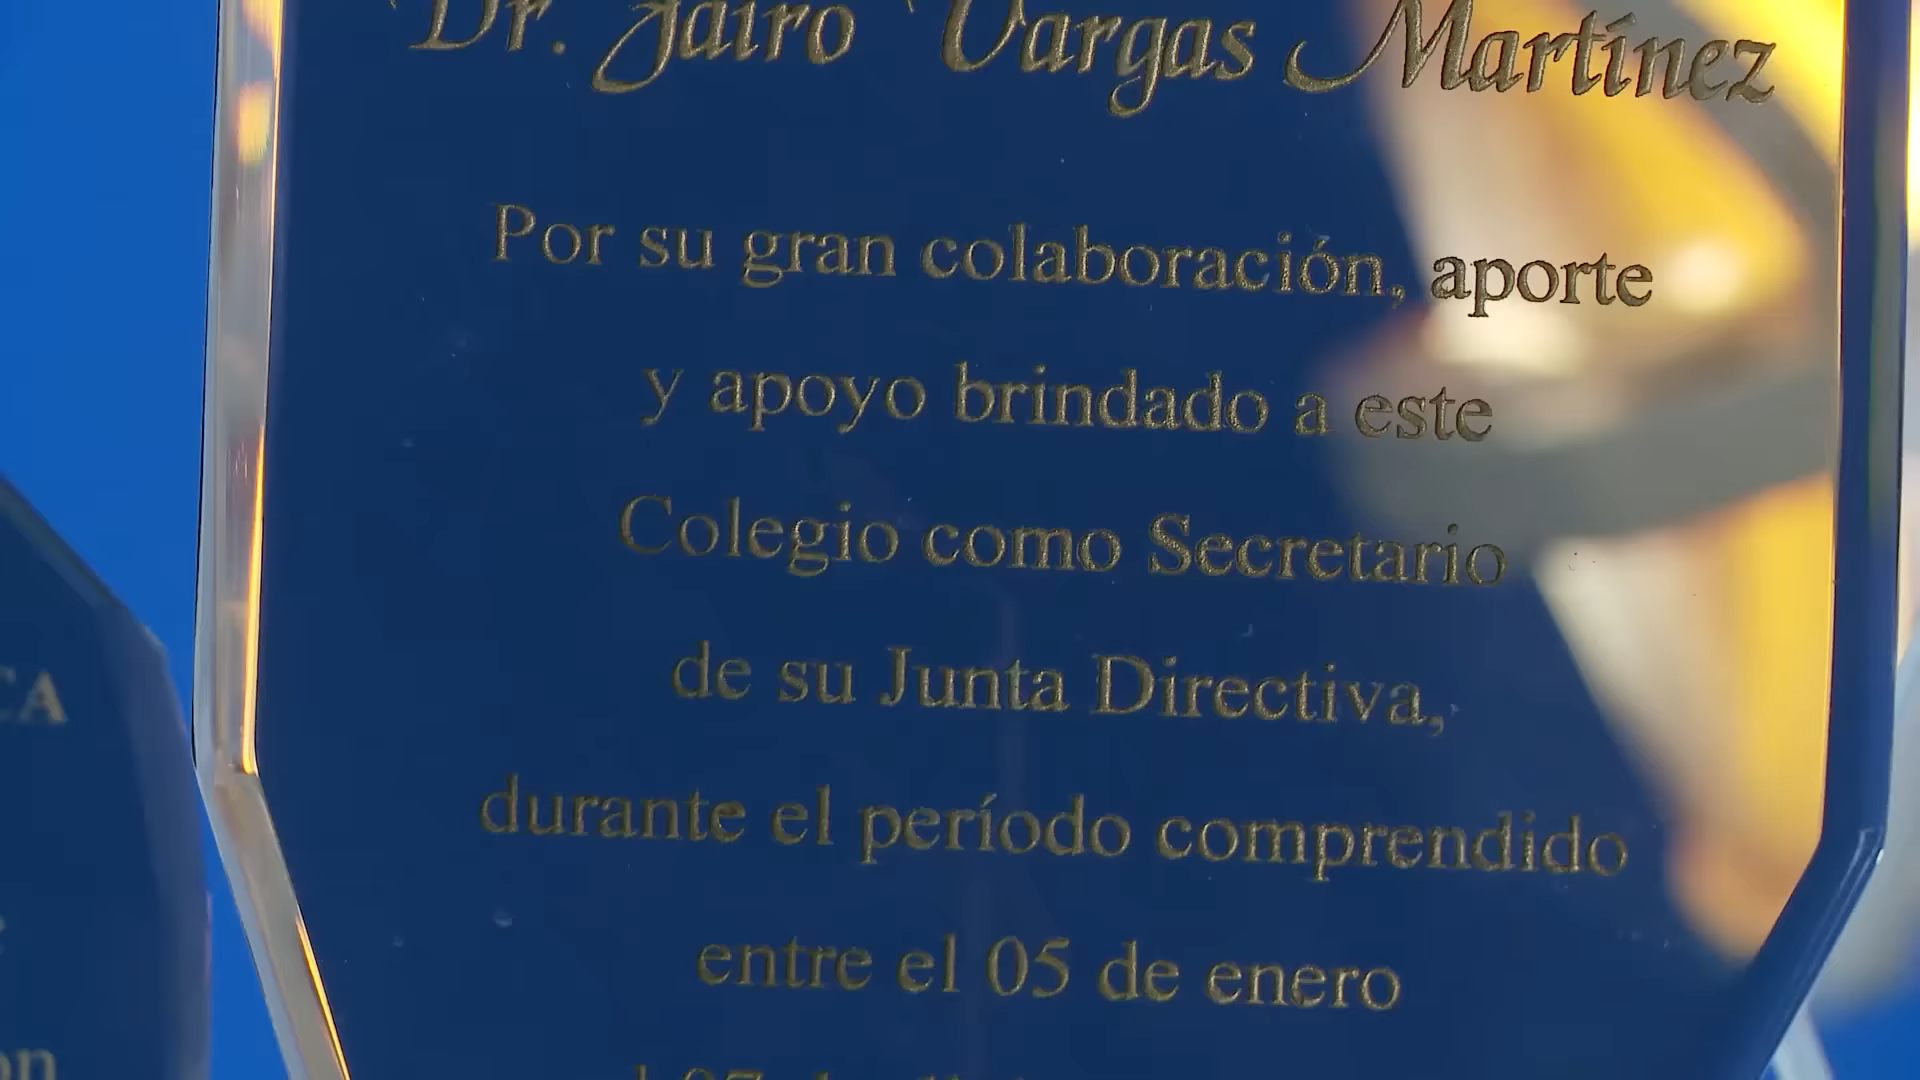 Dr. Jairo Vargas Martínez
Por su gran colaboración, aporte
y apoyo brindado a este
Colegio como Secretario
de su Junta Directiva,
durante el período comprendido
entre el 05 de enero